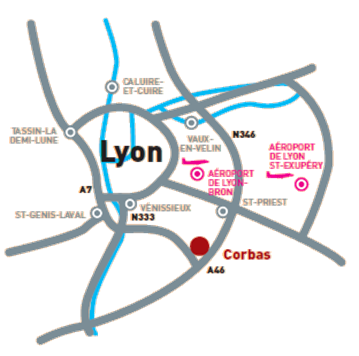 CALUIRE-
ET-CUIRE
TASSIN-LA
DEMI-LUNE
VAUX-
EN-VELIN
N346
Lyon
AÉROPORT
DE LYON
ST-EXUPÉRY
AÉROPORT
DE LYON-
BRON
A7
ST-GENIS-LAVAL
VÉNISSIEUX
N333
ST-PRIEST
Corbas
A46